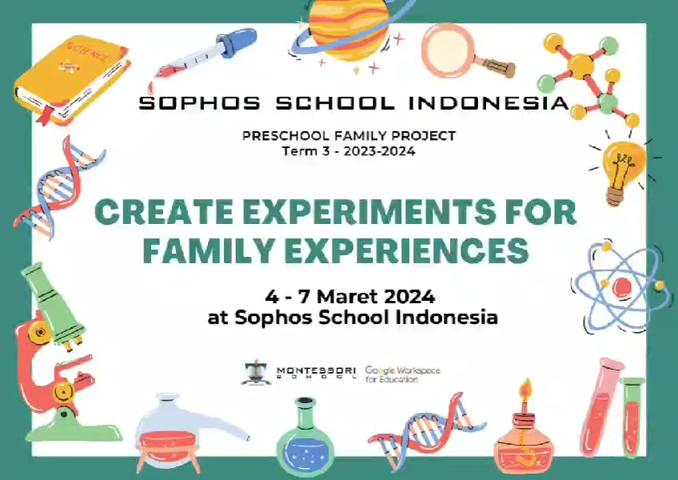 SCIENCE
SOPHOS SCHOOL INDONESIA
PRESCHOOL FAMILY PROJECT
Term 3 - 2023-2024
CREATE EXPERIMENTS FOR
FAMILY EXPERIENCES
4 - 7 Maret 2024
at Sophos School Indonesia
MONTESSORI
SCHOOL
Google Workspace
for Education